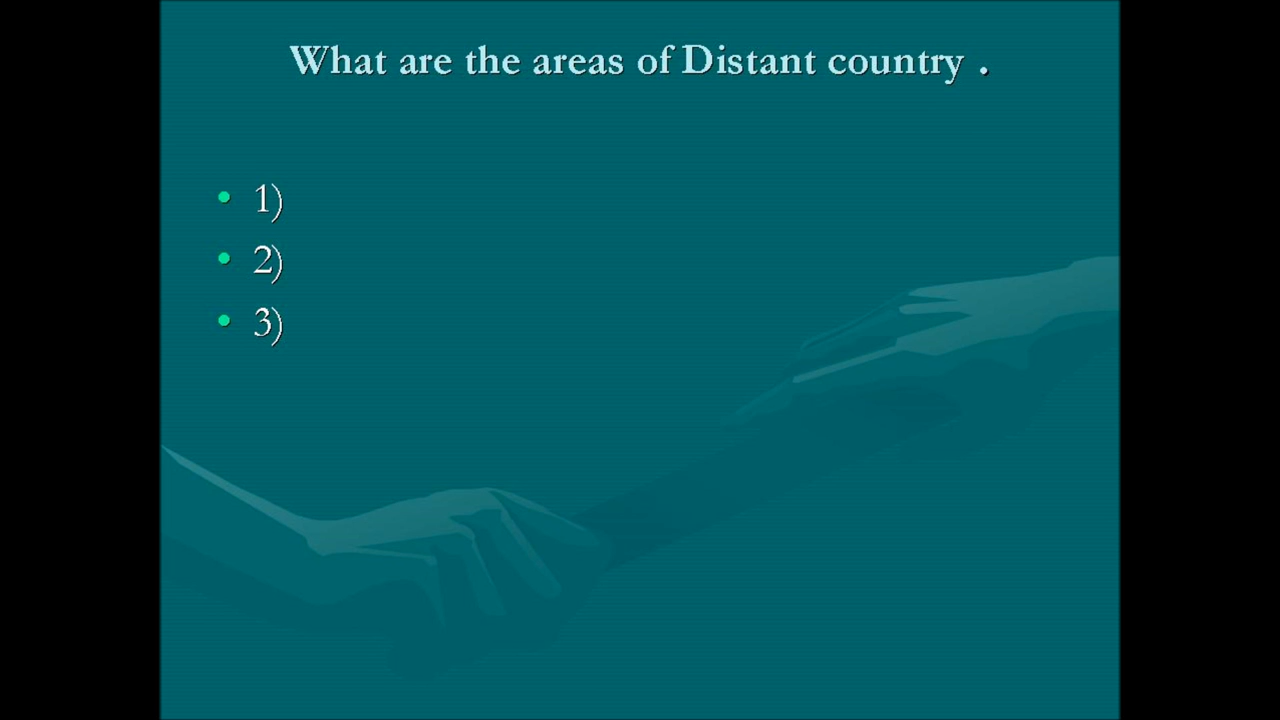 What are the areas of Distant country .
• 1)
• 2)
• 3)